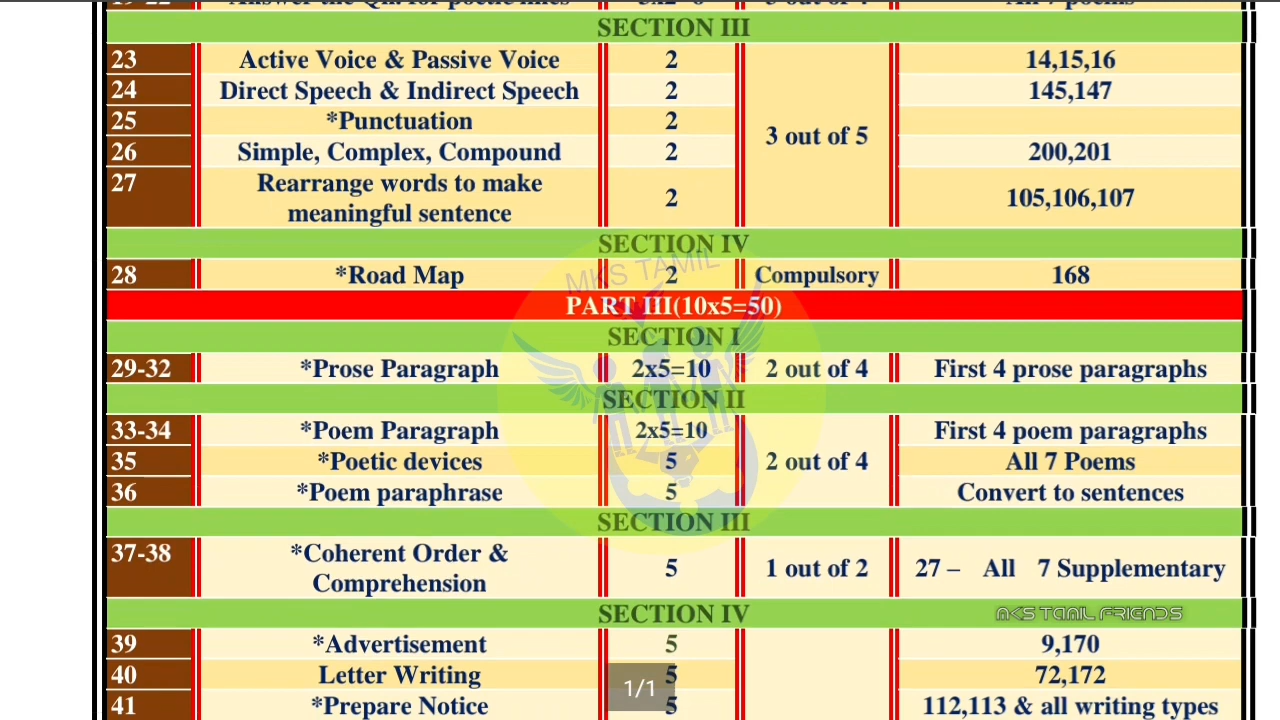 SECTION III
23 Active Voice & Passive Voice 2 14,15,16
24 Direct Speech & Indirect Speech 2 145,147
25 *Punctuation 2
3 out of 5
26 Simple, Complex, Compound 2 200,201
27 Rearrange words to make
meaningful sentence 2 105,106,107
SECTION IV
28 *Road Map 2 Compulsory 168
MKS TAMIL
PART III(10x5=50)
SECTION I
29-32 *Prose Paragraph 2x5=10 2 out of 4 First 4 prose paragraphs
SECTION II
33-34 *Poem Paragraph 2x5=10 First 4 poem paragraphs
35 *Poetic devices 5 2 out of 4 All 7 Poems
36 *Poem paraphrase 5 Convert to sentences
SECTION III
37-38 *Coherent Order &
Comprehension 5 1 out of 2 27 – All 7 Supplementary
SECTION IV
MKS TAMIL FRIENDS
39 *Advertisement 5 9,170
40 Letter Writing 5 72,172
1/1
41 *Prepare Notice 5 112,113 & all writing types